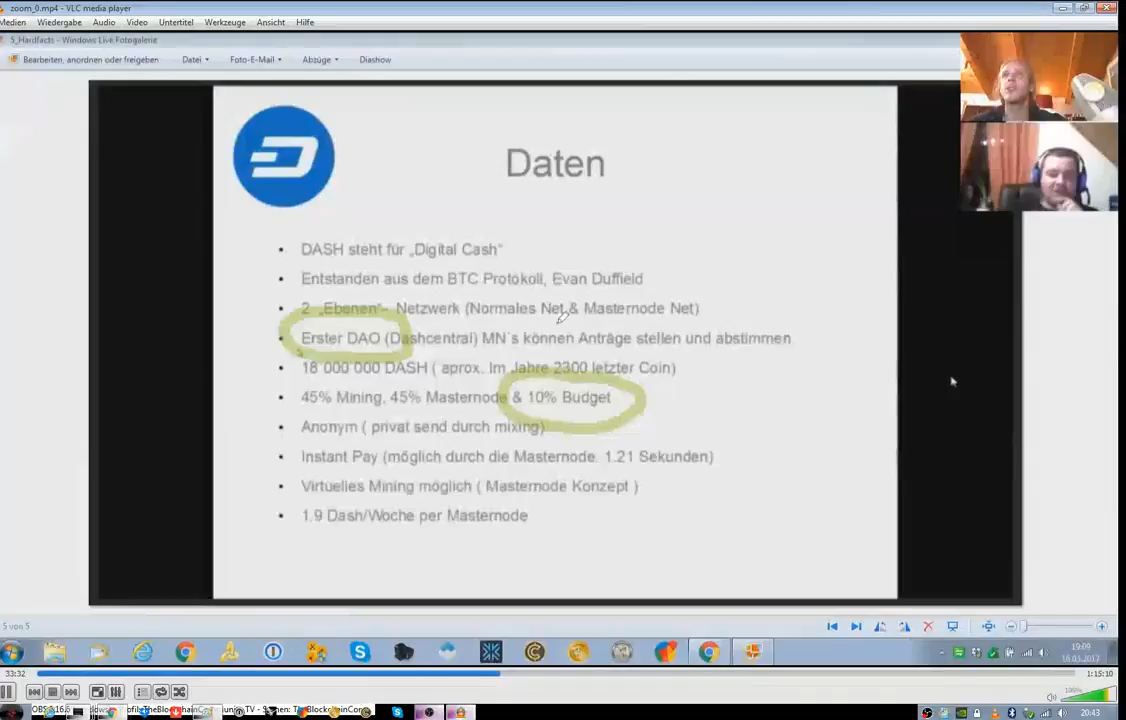 zoom_0.mp4 - VLC media player
Medien Wiedergabe Audio Video Untertitel Werkzeuge Ansicht Hilfe
5_Hardfacts - Windows Live Fotogalerie
Bearbeiten, anordnen oder freigeben Datei Foto-E-Mail Abzüge Diashow
Daten
• DASH steht für „Digital Cash“
• Entstanden aus dem BTC Protokoll, Evan Duffield
• 2 „Ebenen“- Netzwerk (Normales Net & Masternode Net)
• Erster DAO (Dashcentral) MN`s können Anträge stellen und abstimmen
• 18 000 000 DASH ( aprox. Im Jahre 2300 letzter Coin)
• 45% Mining, 45% Masternode & 10% Budget
• Anonym ( privat send durch mixing)
• Instant Pay (möglich durch die Masternode. 1.21 Sekunden)
• Virtuelles Mining möglich ( Masternode Konzept )
• 1.9 Dash/Woche per Masternode
5 von 5
19:09
16.03.2017
33:32
1:15:10
100%
20:43